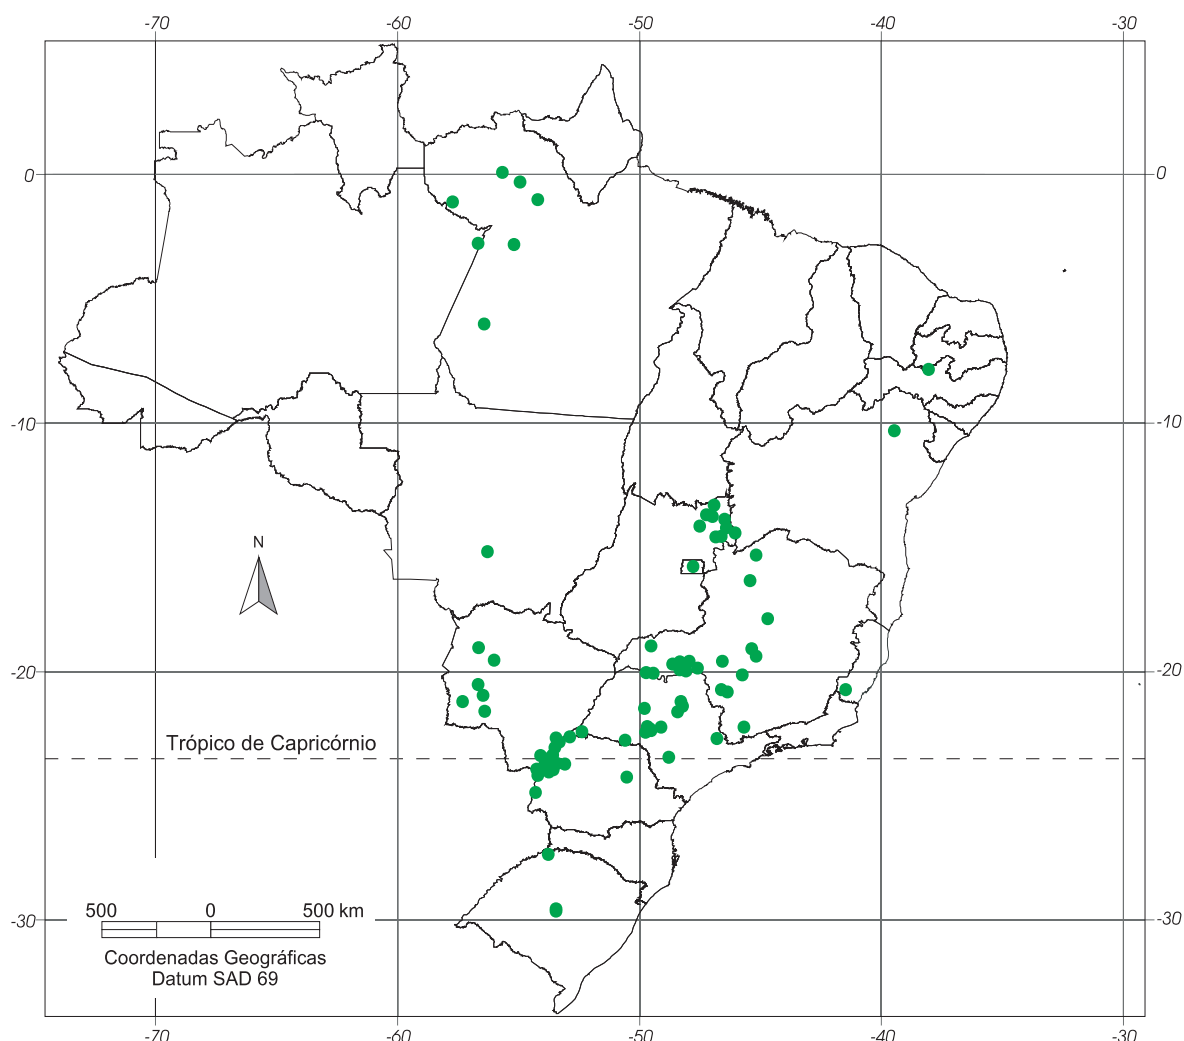 -70 -60 -50 -40 -30
0 0
-10 -10
N
-20 -20
Trópico de Capricórnio
500 0 500 km
-30 -30
Coordenadas Geográficas
Datum SAD 69
-70 -60 -50 -40 -30